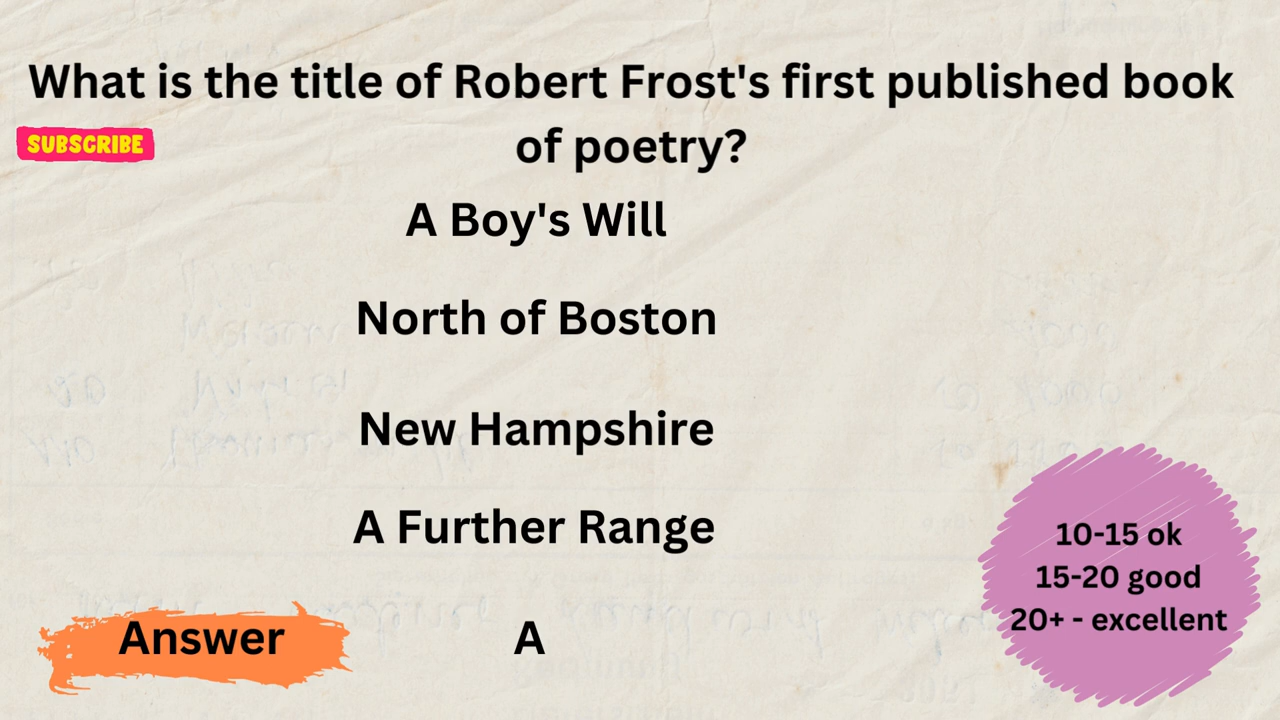 What is the title of Robert Frost's first published book
of poetry?
SUBSCRIBE
A Boy's Will
North of Boston
New Hampshire
A Further Range
10-15 ok
15-20 good
20+ - excellent
Answer
A